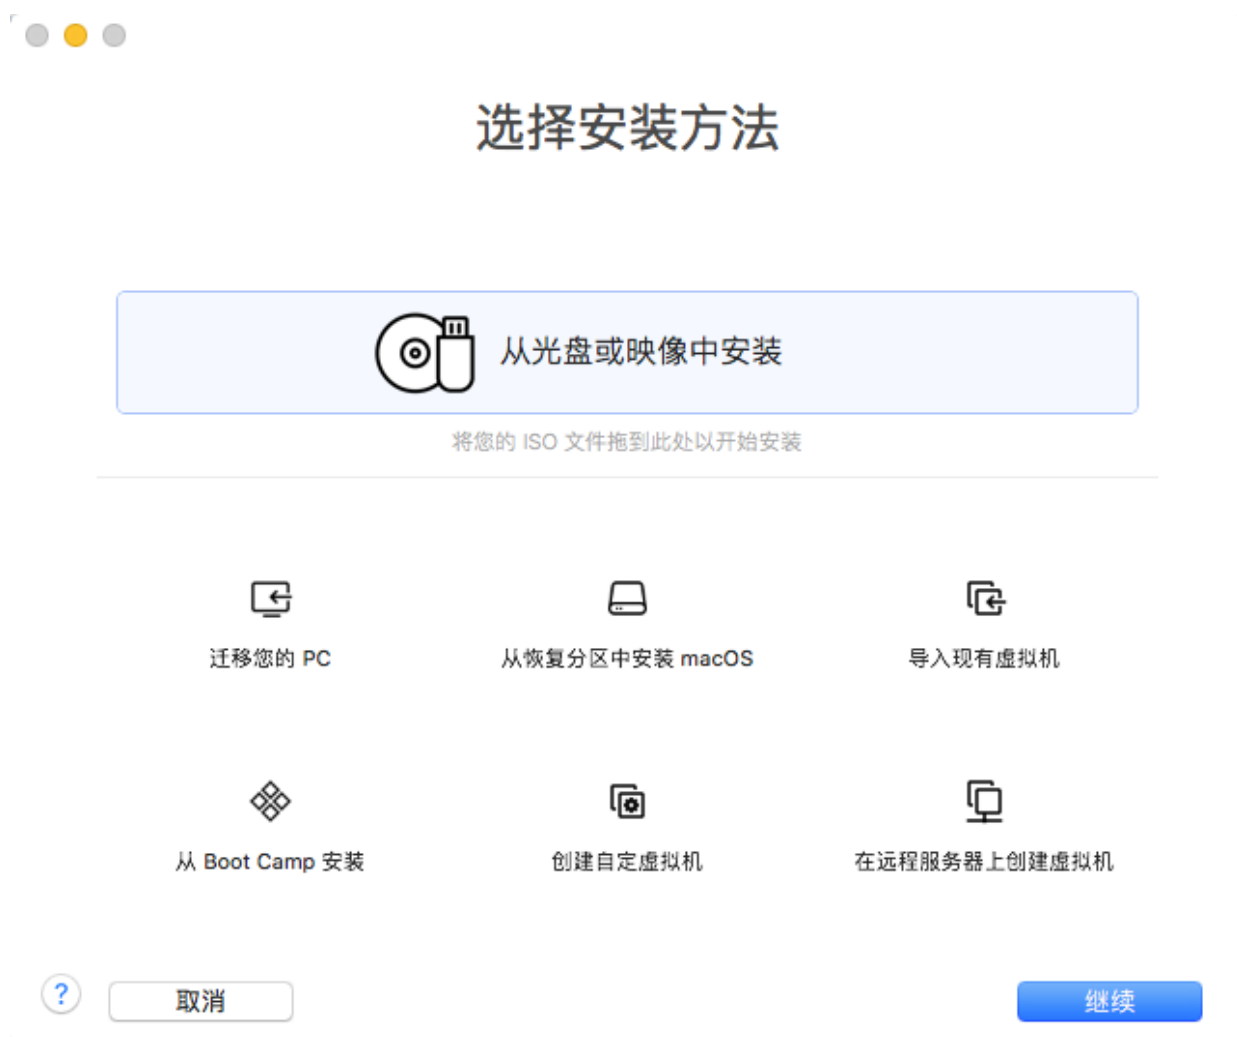 选择安装方法
从光盘或映像中安装
将您的 ISO 文件拖到此处以开始安装
迁移您的 PC
从恢复分区中安装 macOS
导入现有虚拟机
从 Boot Camp 安装
创建自定虚拟机
在远程服务器上创建虚拟机
?
取消
继续